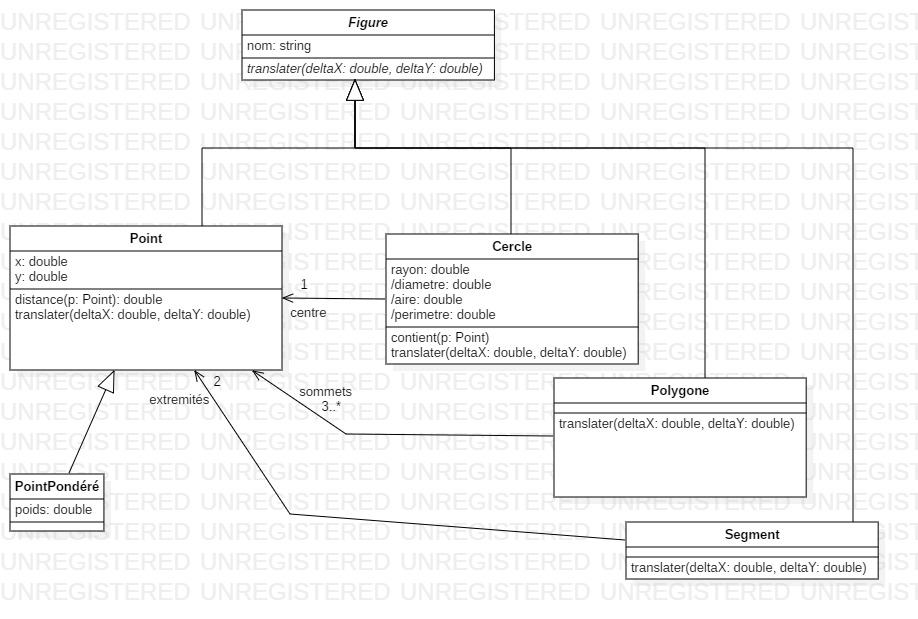 Figure
nom: string
translater(deltaX: double, deltaY: double)
Point
x: double
y: double
distance(p: Point): double
translater(deltaX: double, deltaY: double)
1
centre
Cercle
rayon: double
/diametre: double
/aire: double
/perimetre: double
contient(p: Point)
translater(deltaX: double, deltaY: double)
2
extremités
sommets
3..*
Polygone
translater(deltaX: double, deltaY: double)
PointPondéré
poids: double
Segment
translater(deltaX: double, deltaY: double)
UNREGISTERED